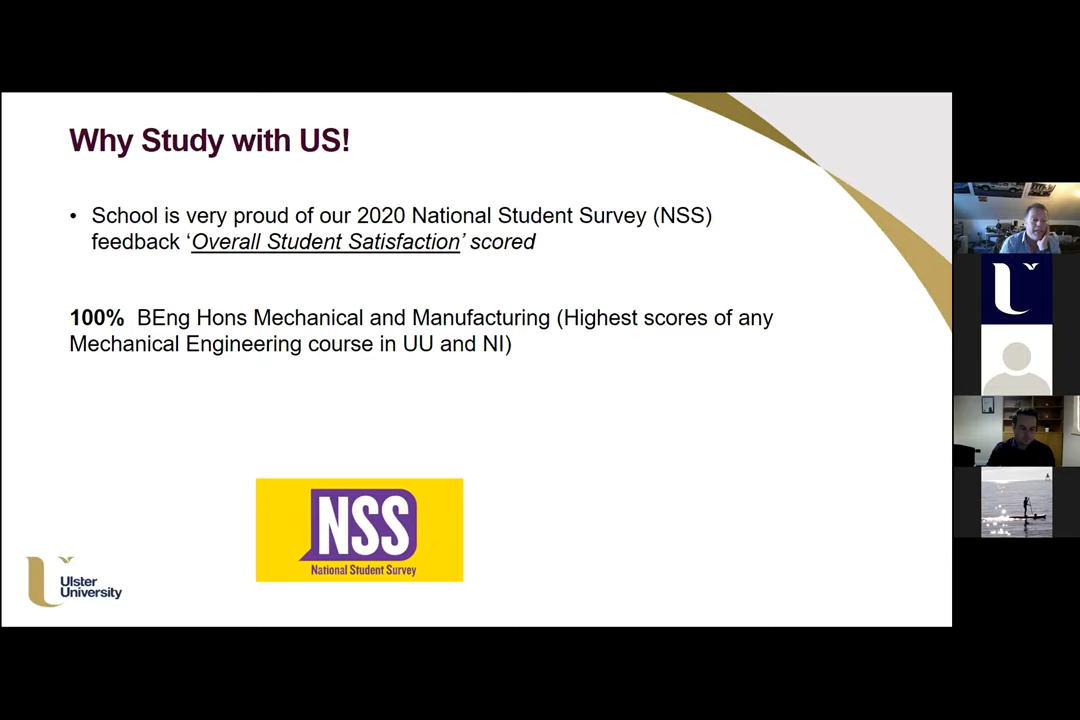 Why Study with US!
• School is very proud of our 2020 National Student Survey (NSS)
feedback ‘Overall Student Satisfaction’ scored
100% BEng Hons Mechanical and Manufacturing (Highest scores of any
Mechanical Engineering course in UU and NI)
NSS
National Student Survey
Ulster
University